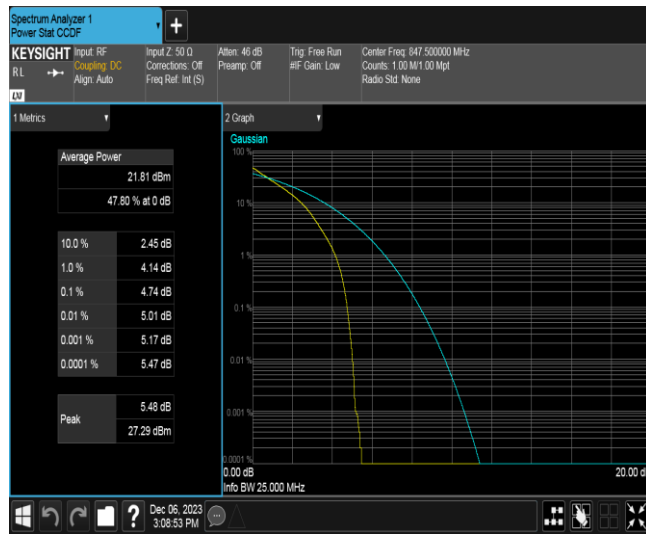 Spectrum Analyzer 1
Power Stat CCDF
+
KEYSIGHT
RL
LXI
Input: RF
Coupling: DC
Align: Auto
Input Z: 50 Ω
Corrections: Off
Freq Ref: Int (S)
Atten: 46 dB
Preamp: Off
Trig: Free Run
#IF Gain: Low
Center Freq: 847.500000 MHz
Counts: 1.00 M/1.00 Mpt
Radio Std: None
1 Metrics
Average Power
21.81 dBm
47.80 % at 0 dB
10.0 % 2.45 dB
1.0 % 4.14 dB
0.1 % 4.74 dB
0.01 % 5.01 dB
0.001 % 5.17 dB
0.0001 % 5.47 dB
Peak
5.48 dB
27.29 dBm
2 Graph
Gaussian
100 %
10 %
1 %
0.1 %
0.01 %
0.001 %
0.0001 %
0.00 dB 20.00 d
Info BW 25.000 MHz
?
Dec 06, 2023
3:08:53 PM